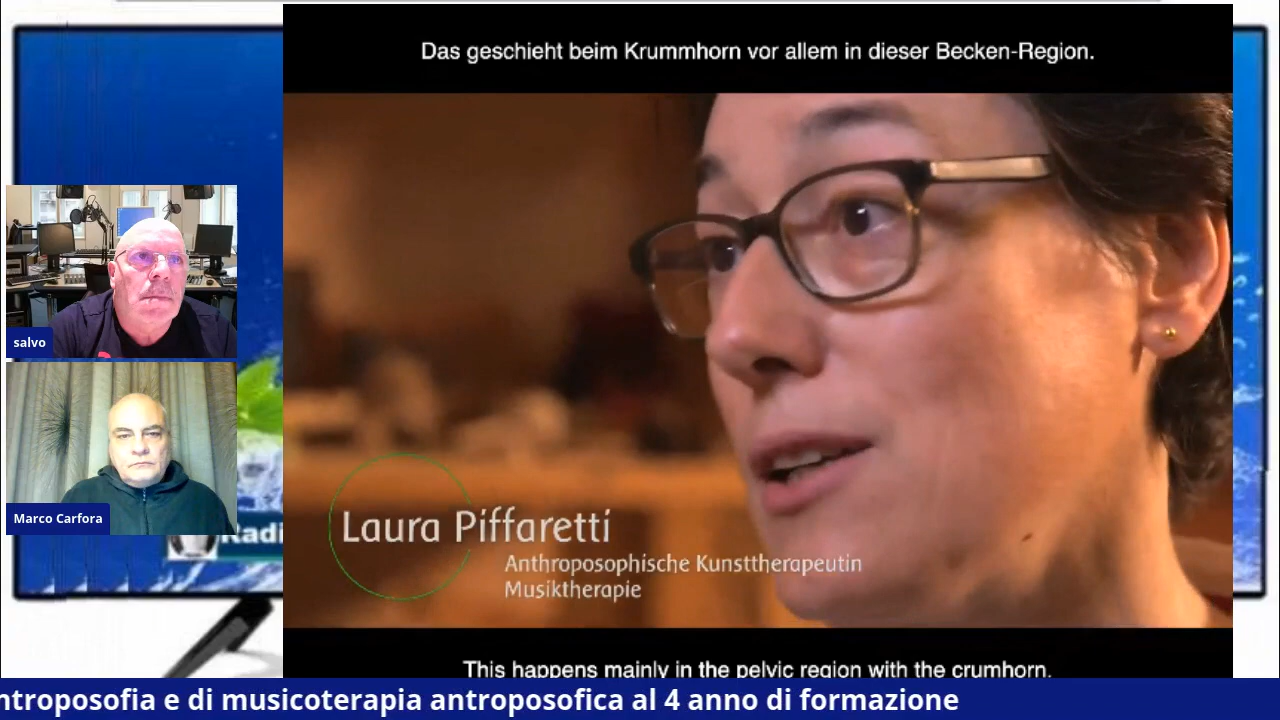 Das geschieht beim Krummhorn vor allem in dieser Becken-Region.
salvo
Marco Carfora
Laura Piffaretti
Anthroposophische Kunsttherapeutin
Musiktherapie
This happens mainly in the pelvic region with the crumhorn.
ntroposofia e di musicoterapia antroposofica al 4 anno di formazione